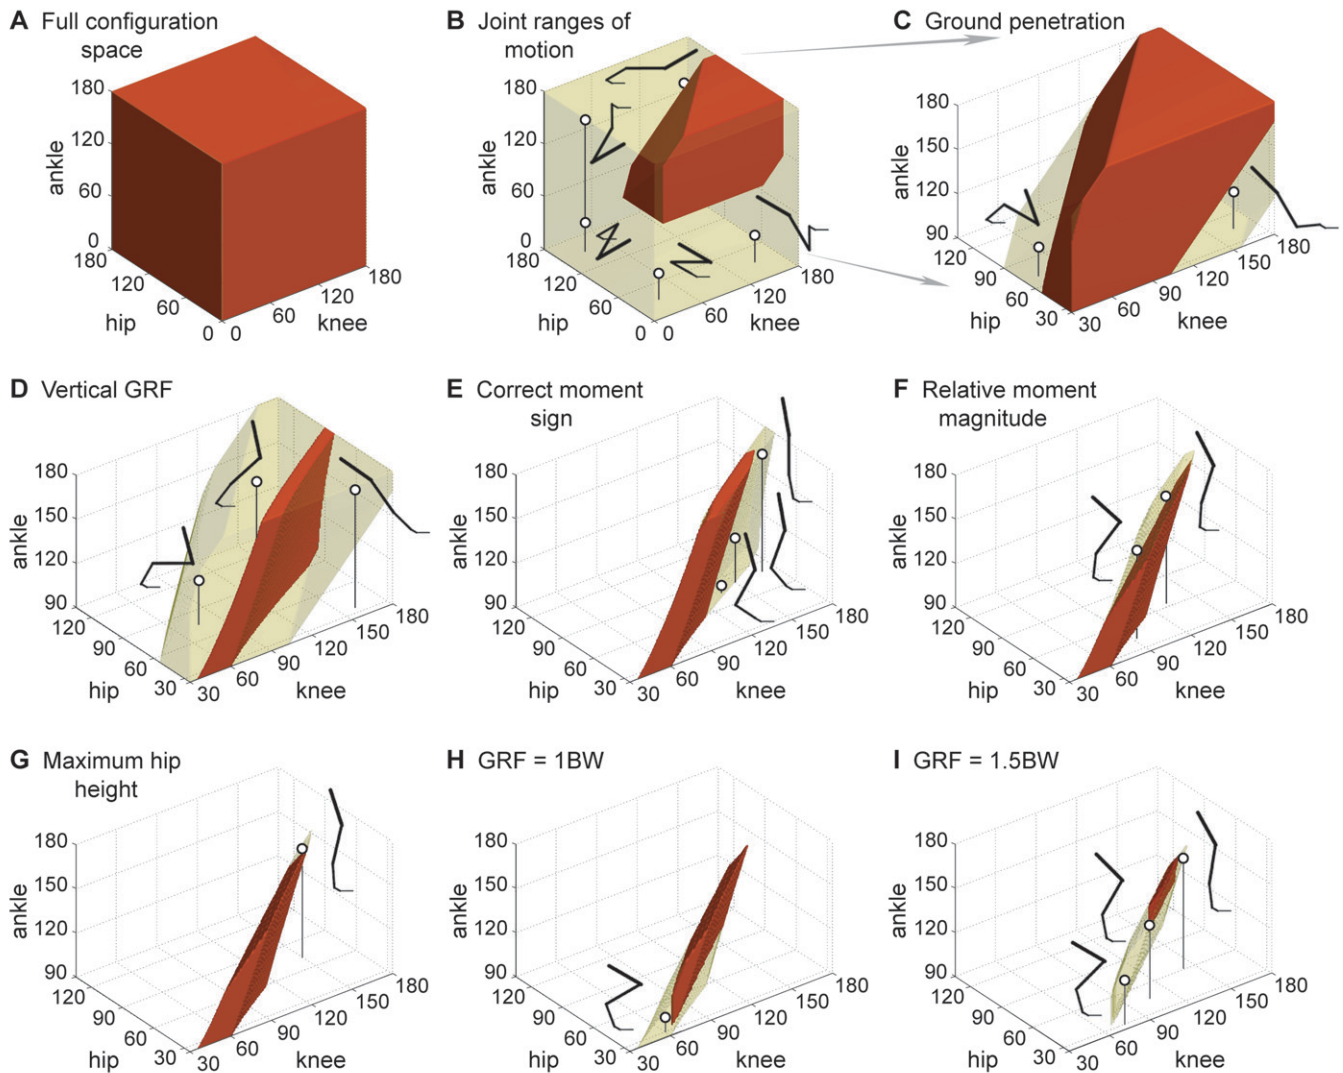 A Full configuration
space
180
120
60
0
ankle
180
120
60
0
hip
0
60
120
180
knee
B Joint ranges of
motion
180
120
60
0
ankle
180
120
60
0
hip
0
60
120
180
knee
C Ground penetration
180
150
120
90
ankle
120
90
60
30
hip
30
60
90
120
150
180
knee
D Vertical GRF
180
150
120
90
ankle
120
90
60
30
hip
30
60
90
120
150
180
knee
E Correct moment
sign
180
150
120
90
ankle
120
90
60
30
hip
30
60
90
120
150
180
knee
F Relative moment
magnitude
180
150
120
90
ankle
120
90
60
30
hip
30
60
90
120
150
180
knee
G Maximum hip
height
180
150
120
90
ankle
120
90
60
30
hip
30
60
90
120
150
180
knee
H GRF = 1BW
180
150
120
90
ankle
120
90
60
30
hip
30
60
90
120
150
180
knee
I GRF = 1.5BW
180
150
120
90
ankle
120
90
60
30
hip
30
60
90
120
150
180
knee